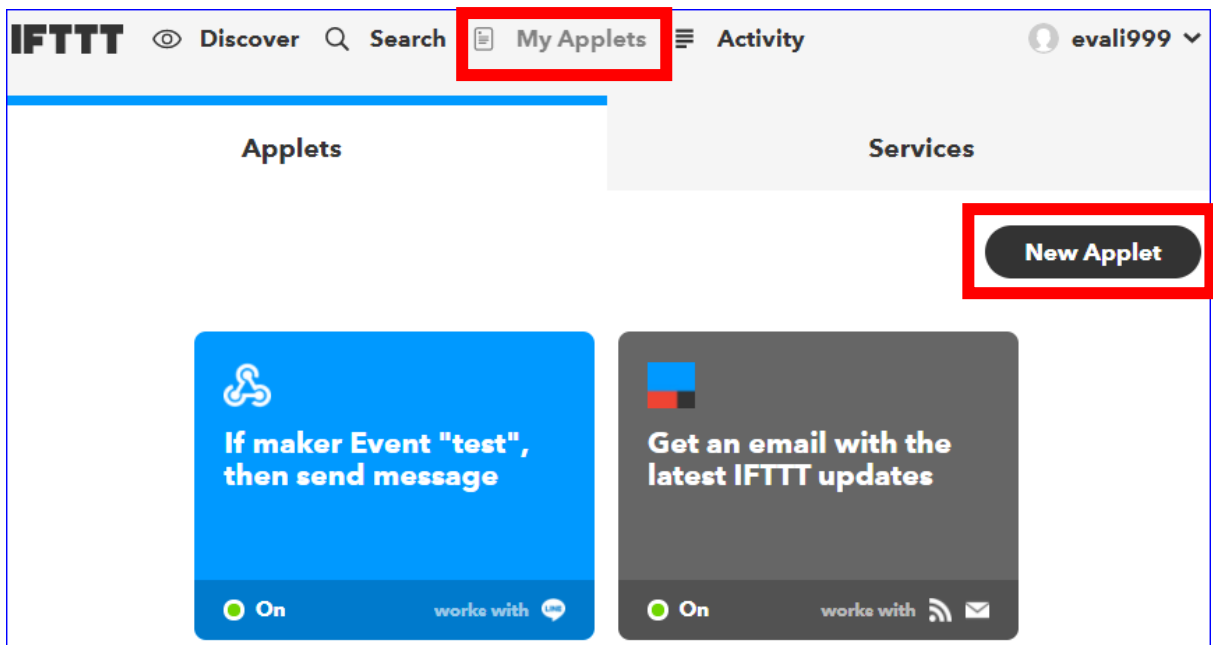 IFTTT Discover Search My Applets Activity evali999
Applets Services
New Applet
If maker Event "test",
then send message
On works with LINE
Get an email with the
latest IFTTT updates
On works with